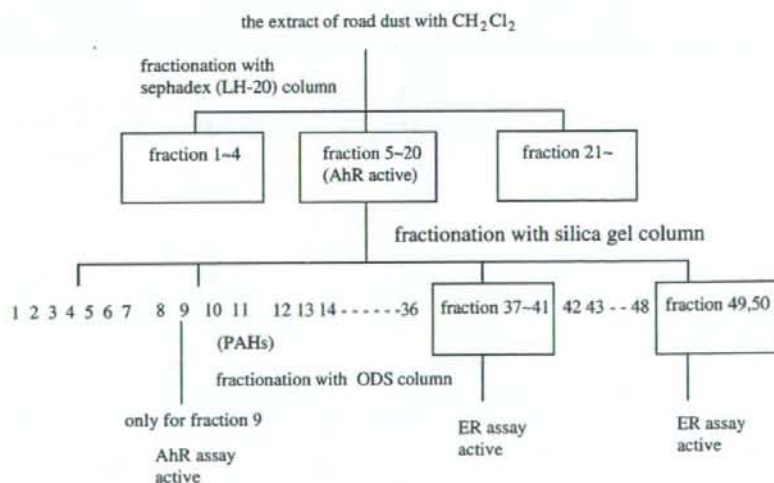 the extract of road dust with CH₂Cl₂
fractionation with
sephadex (LH-20) column
fraction 1~4
fraction 5~20
(AhR active)
fraction 21~
fractionation with silica gel column
1 2 3 4 5 6 7 8 9 10 11 12 13 14 - - - - - - -36 fraction 37~41 42 43 - - 48 fraction 49,50
(PAHs)
fractionation with ODS column
only for fraction 9
AhR assay
active
ER assay
active
ER assay
active